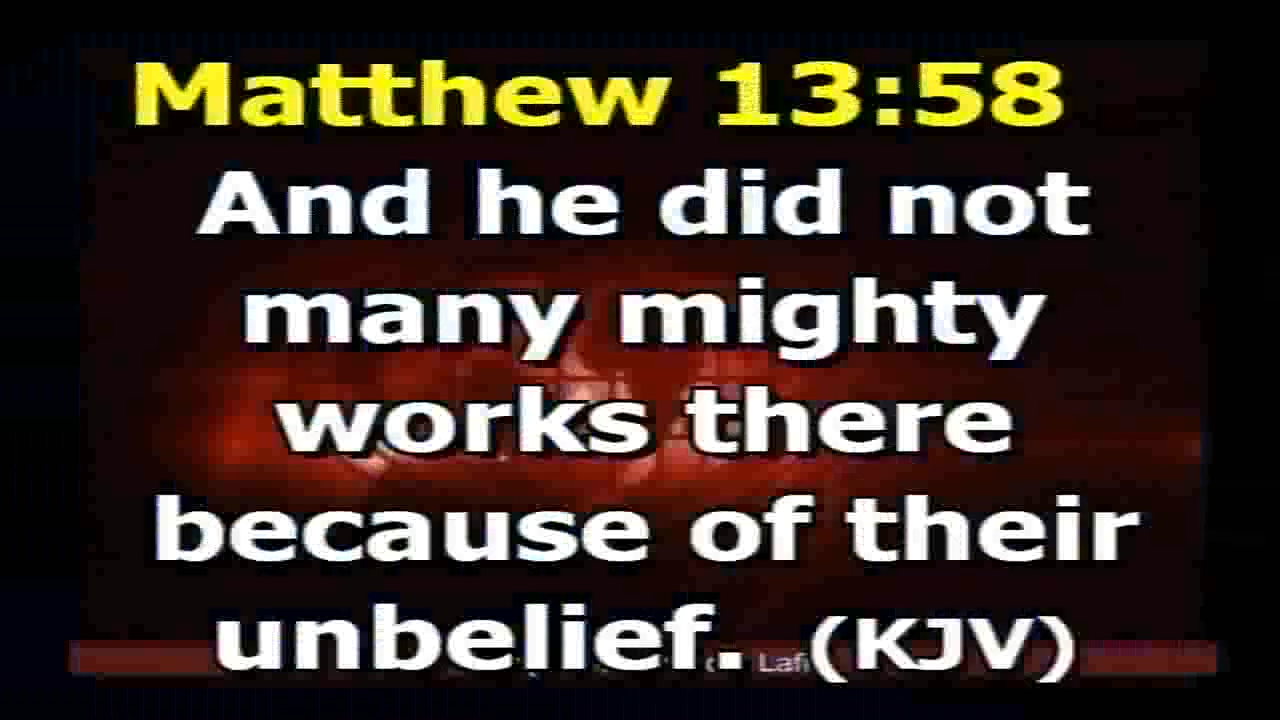 Matthew 13:58
And he did not
many mighty
works there
because of their
unbelief. (KJV)